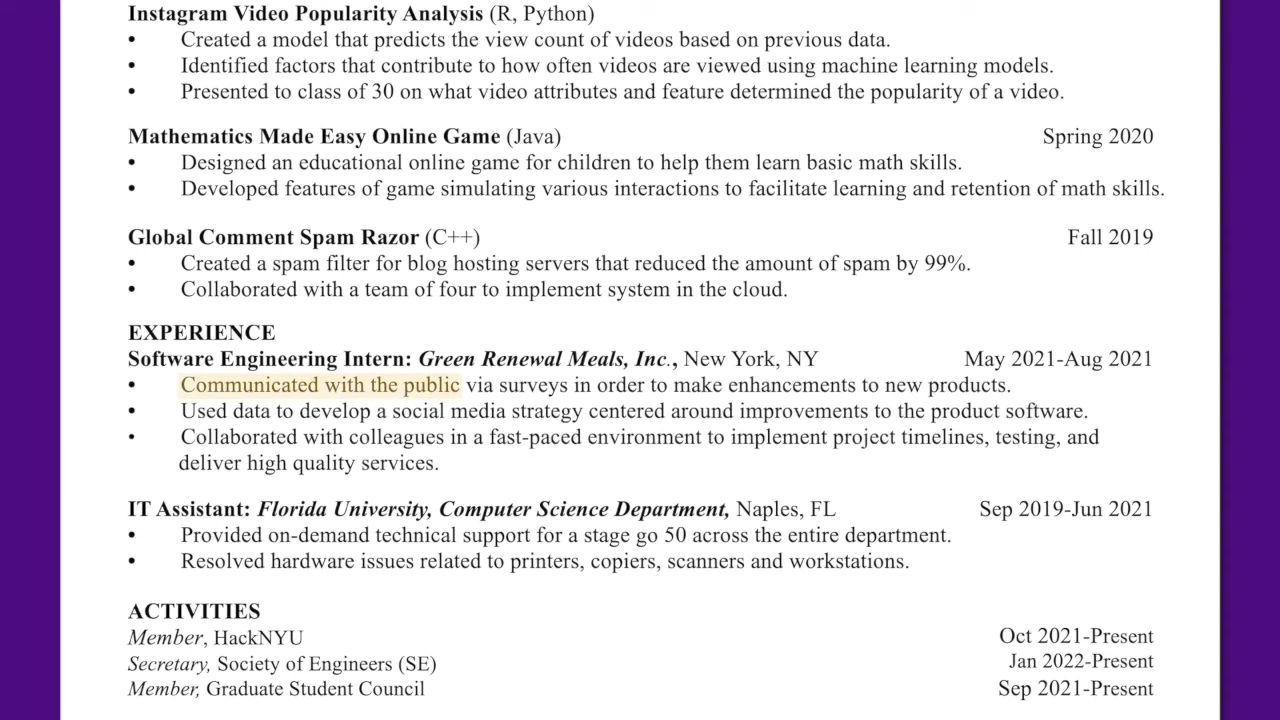 Instagram Video Popularity Analysis (R, Python)
• Created a model that predicts the view count of videos based on previous data.
• Identified factors that contribute to how often videos are viewed using machine learning models.
• Presented to class of 30 on what video attributes and feature determined the popularity of a video.
Mathematics Made Easy Online Game (Java) Spring 2020
• Designed an educational online game for children to help them learn basic math skills.
• Developed features of game simulating various interactions to facilitate learning and retention of math skills.
Global Comment Spam Razor (C++) Fall 2019
• Created a spam filter for blog hosting servers that reduced the amount of spam by 99%.
• Collaborated with a team of four to implement system in the cloud.
EXPERIENCE
Software Engineering Intern: Green Renewal Meals, Inc., New York, NY May 2021-Aug 2021
• Communicated with the public via surveys in order to make enhancements to new products.
• Used data to develop a social media strategy centered around improvements to the product software.
• Collaborated with colleagues in a fast-paced environment to implement project timelines, testing, and
deliver high quality services.
IT Assistant: Florida University, Computer Science Department, Naples, FL Sep 2019-Jun 2021
• Provided on-demand technical support for a stage go 50 across the entire department.
• Resolved hardware issues related to printers, copiers, scanners and workstations.
ACTIVITIES
Member, HackNYU Oct 2021-Present
Secretary, Society of Engineers (SE) Jan 2022-Present
Member, Graduate Student Council Sep 2021-Present